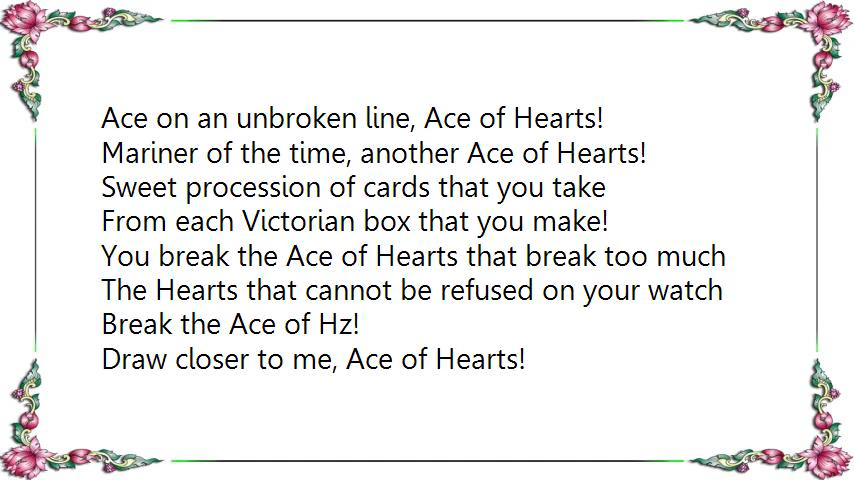 Ace on an unbroken line, Ace of Hearts!
Mariner of the time, another Ace of Hearts!
Sweet procession of cards that you take
From each Victorian box that you make!
You break the Ace of Hearts that break too much
The Hearts that cannot be refused on your watch
Break the Ace of Hz!
Draw closer to me, Ace of Hearts!